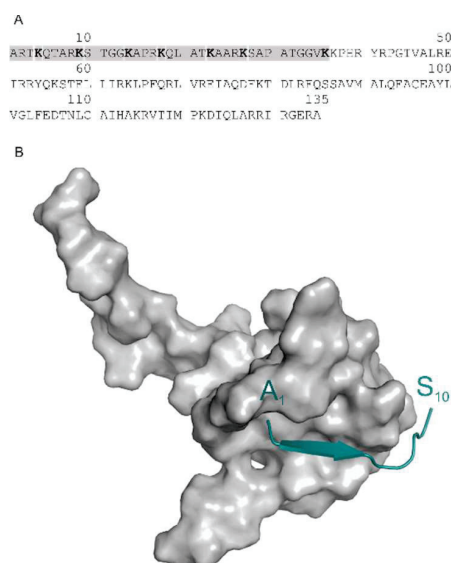 A
10 50
ARTKQTARKS TGGKAPRKQL ATKAARKSAP ATGGVKKPHR YRPGTVALRE
60 100
IRRYQKSTEL LIRKLPFQRL VREIAQDFKT DLRFQSSAVM ALQEACEAYL
110 135
VGLFEDTNLC AIHAKRVTIM PKDIQLARRI RGERA
B
A1
S10